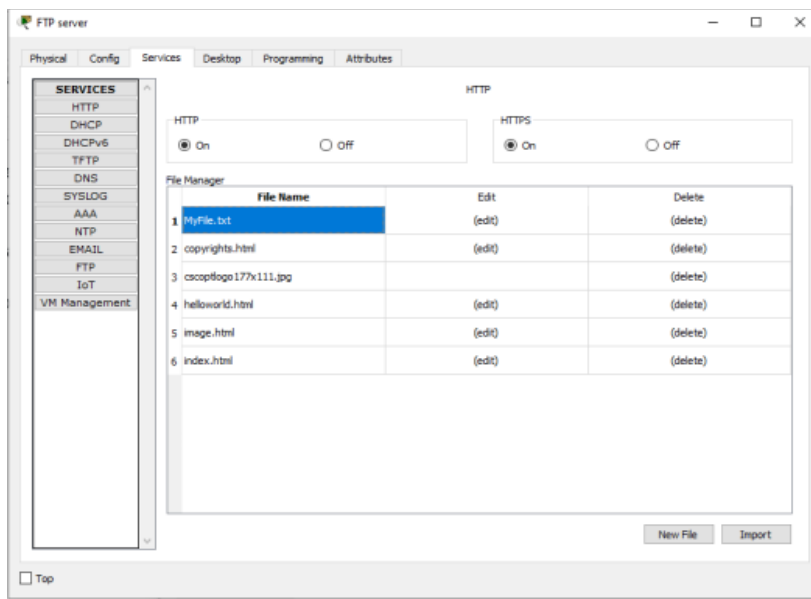 FTP server
Physical Config Services Desktop Programming Attributes
SERVICES
HTTP
DHCP
DHCPv6
TFTP
DNS
SYSLOG
AAA
NTP
EMAIL
FTP
IoT
VM Management
HTTP
HTTP
On Off
HTTPS
On Off
File Manager
File Name Edit Delete
1 MyFile.txt (edit) (delete)
2 copyrights.html (edit) (delete)
3 cscoptlogo177x111.jpg (delete)
4 helloworld.html (edit) (delete)
5 image.html (edit) (delete)
6 index.html (edit) (delete)
New File Import
Top